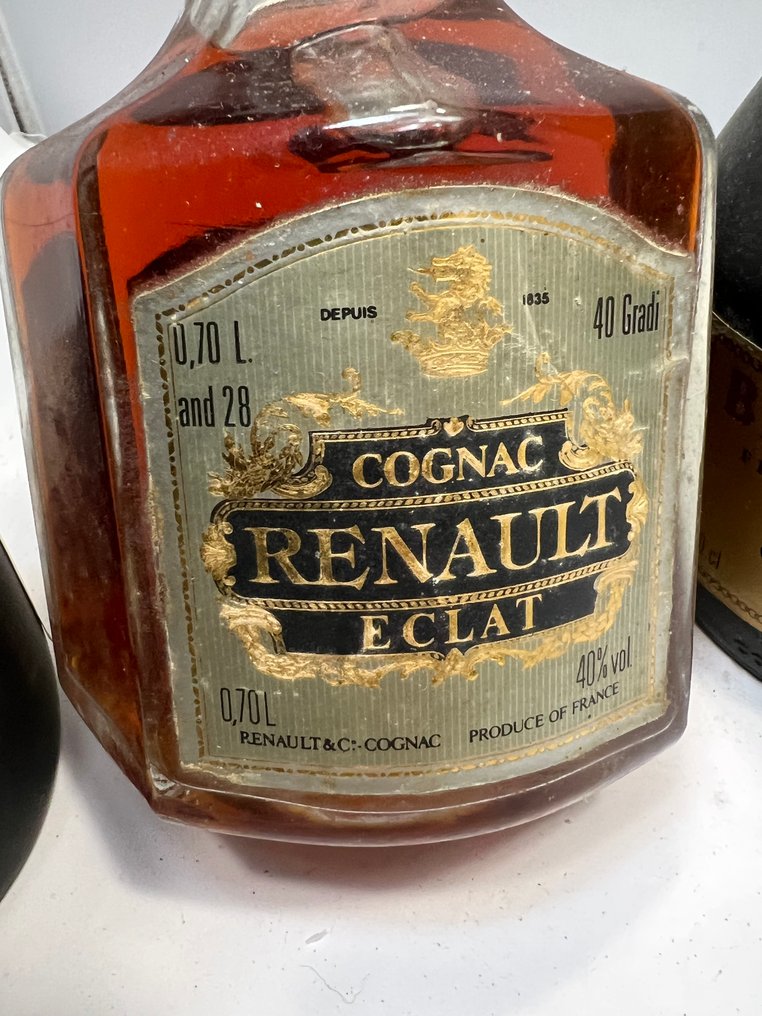 DEPUIS 1835
0,70 L. 40 Gradi
and 28
COGNAC
RENAULT
ECLAT
0,70L 40% vol.
RENAULT & Cº.-COGNAC PRODUCE OF FRANCE